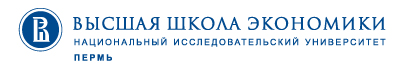 ВЫСШАЯ ШКОЛА ЭКОНОМИКИ
НАЦИОНАЛЬНЫЙ ИССЛЕДОВАТЕЛЬСКИЙ УНИВЕРСИТЕТ
ПЕРМЬ